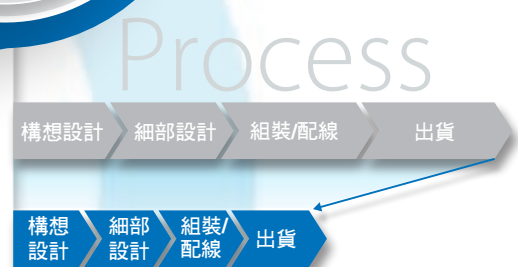 Process
構想設計 細部設計 組裝/配線 出貨
構想 細部 組裝/ 出貨
設計 設計 配線